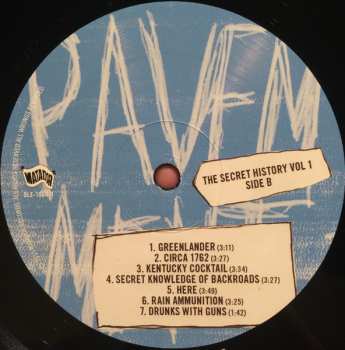 PAVEM
MATADOR
THE SECRET HISTORY VOL 1
SIDE B
1. GREENLANDER (3:11)
2. CIRCA 1762 (3:27)
3. KENTUCKY COCKTAIL (3:34)
4. SECRET KNOWLEDGE OF BACKROADS (3:27)
5. HERE (3:49)
6. RAIN AMMUNITION (3:25)
7. DRUNKS WITH GUNS (1:42)